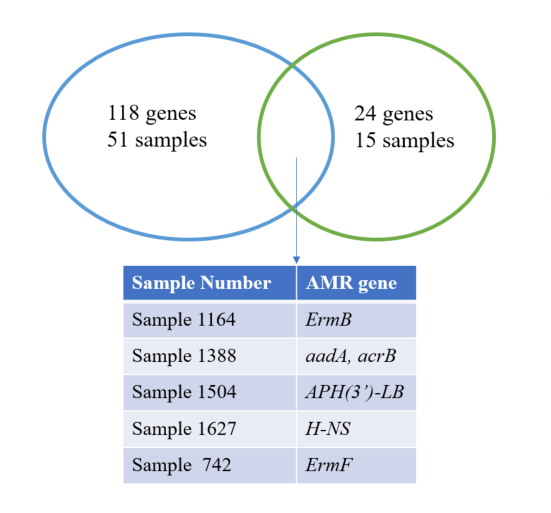 118 genes
51 samples
24 genes
15 samples
Sample Number AMR gene
Sample 1164 ErmB
Sample 1388 aadA, acrB
Sample 1504 APH(3’)-LB
Sample 1627 H-NS
Sample 742 ErmF